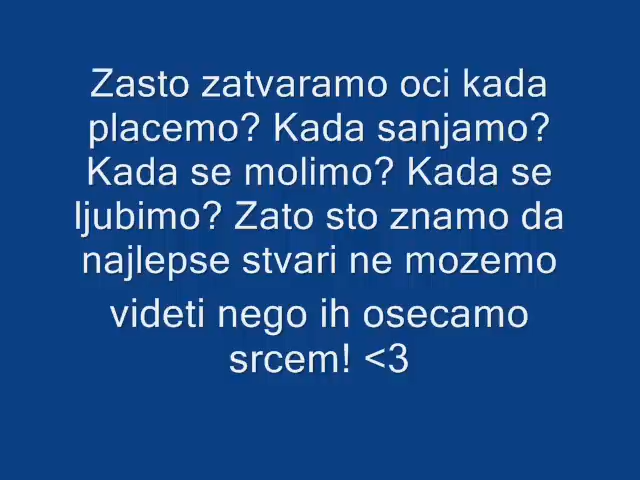 Zasto zatvaramo oci kada
placemo? Kada sanjamo?
Kada se molimo? Kada se
ljubimo? Zato sto znamo da
najlepse stvari ne mozemo
videti nego ih osecamo
srcem! <3